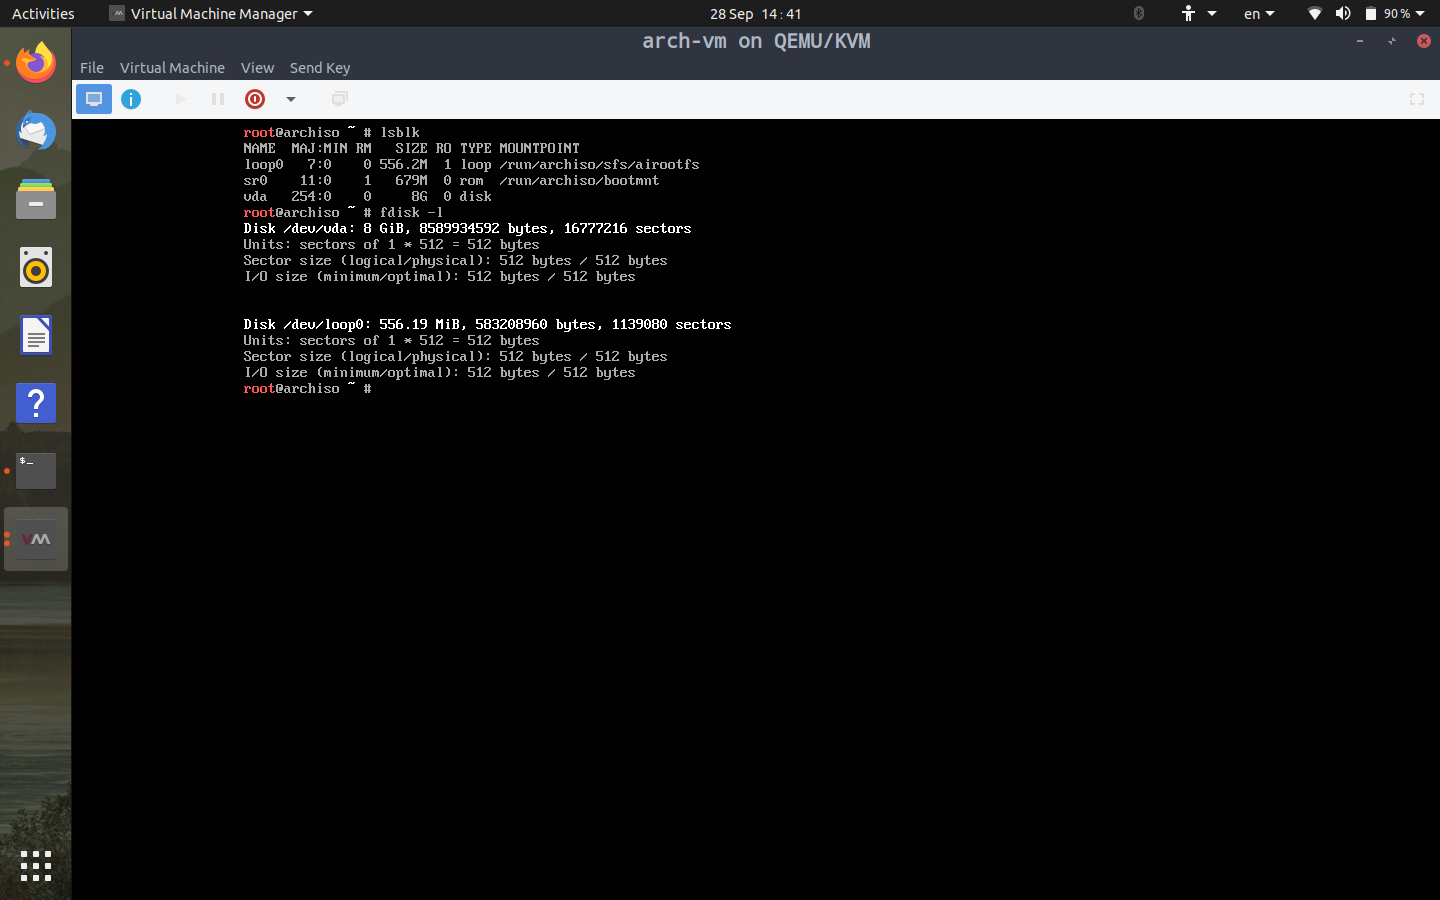 Activities Virtual Machine Manager 28 Sep 14:41 en 90 %
arch-vm on QEMU/KVM
File Virtual Machine View Send Key
root@archiso ~ # lsblk
NAME MAJ:MIN RM SIZE RO TYPE MOUNTPOINT
loop0 7:0 0 556.2M 1 loop /run/archiso/sfs/airootfs
sr0 11:0 1 679M 0 rom /run/archiso/bootmnt
vda 254:0 0 8G 0 disk
root@archiso ~ # fdisk -l
Disk /dev/vda: 8 GiB, 8589934592 bytes, 16777216 sectors
Units: sectors of 1 * 512 = 512 bytes
Sector size (logical/physical): 512 bytes / 512 bytes
I/O size (minimum/optimal): 512 bytes / 512 bytes
Disk /dev/loop0: 556.19 MiB, 583208960 bytes, 1139080 sectors
Units: sectors of 1 * 512 = 512 bytes
Sector size (logical/physical): 512 bytes / 512 bytes
I/O size (minimum/optimal): 512 bytes / 512 bytes
root@archiso ~ #